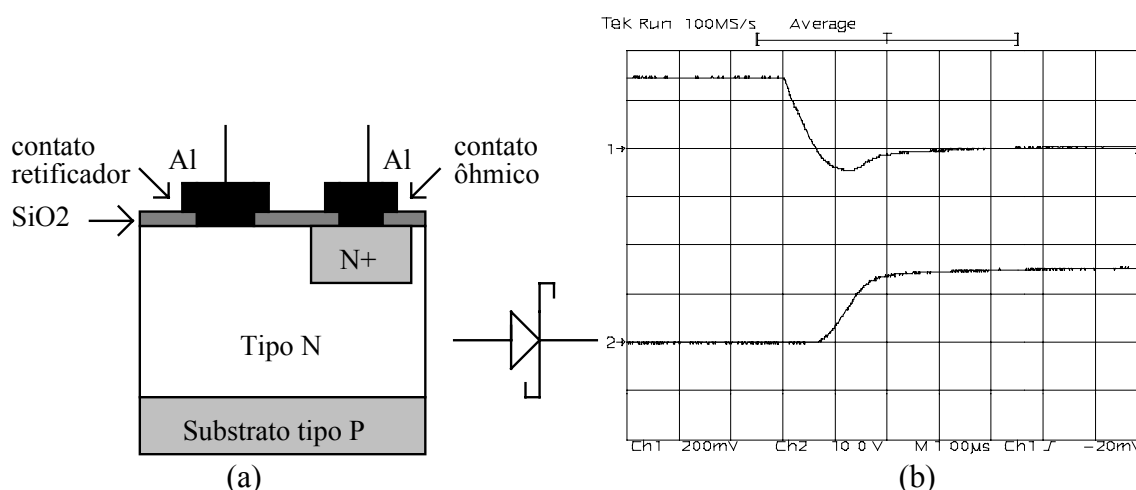 Tek Run 100MS/s Average
contato
retificador
Al
Al
contato
ôhmico
SiO2
N+
Tipo N
Substrato tipo P
(a)
1
2
Ch1 200mV Ch2 10.0 V M 1.00µs Ch1 -20mV
(b)